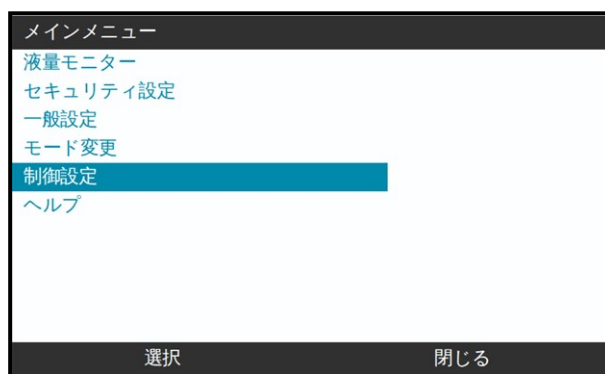 メインメニュー
液量モニター
セキュリティ設定
一般設定
モード変更
制御設定
ヘルプ
選択 閉じる